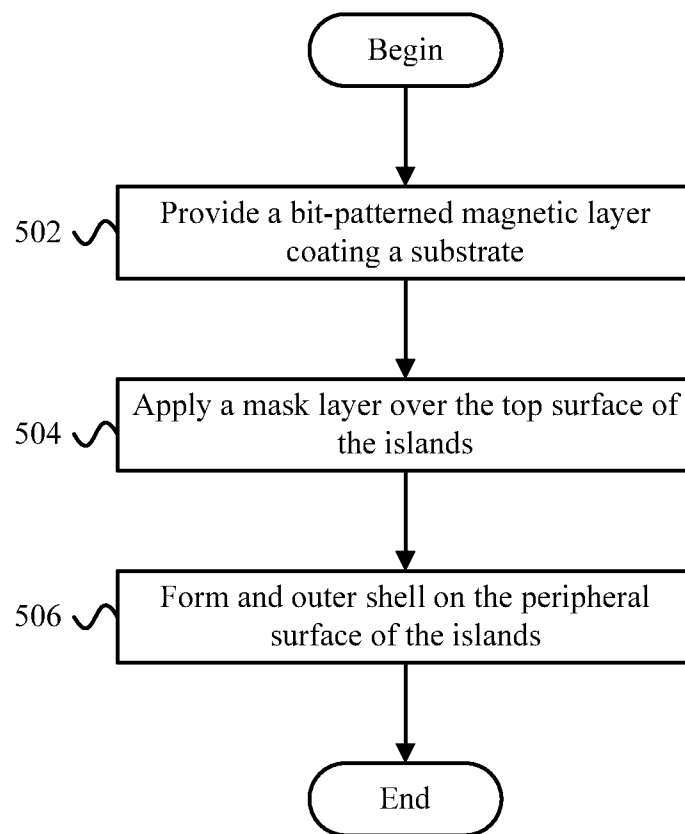 Begin
502
Provide a bit-patterned magnetic layer
coating a substrate
504
Apply a mask layer over the top surface of
the islands
506
Form and outer shell on the peripheral
surface of the islands
End